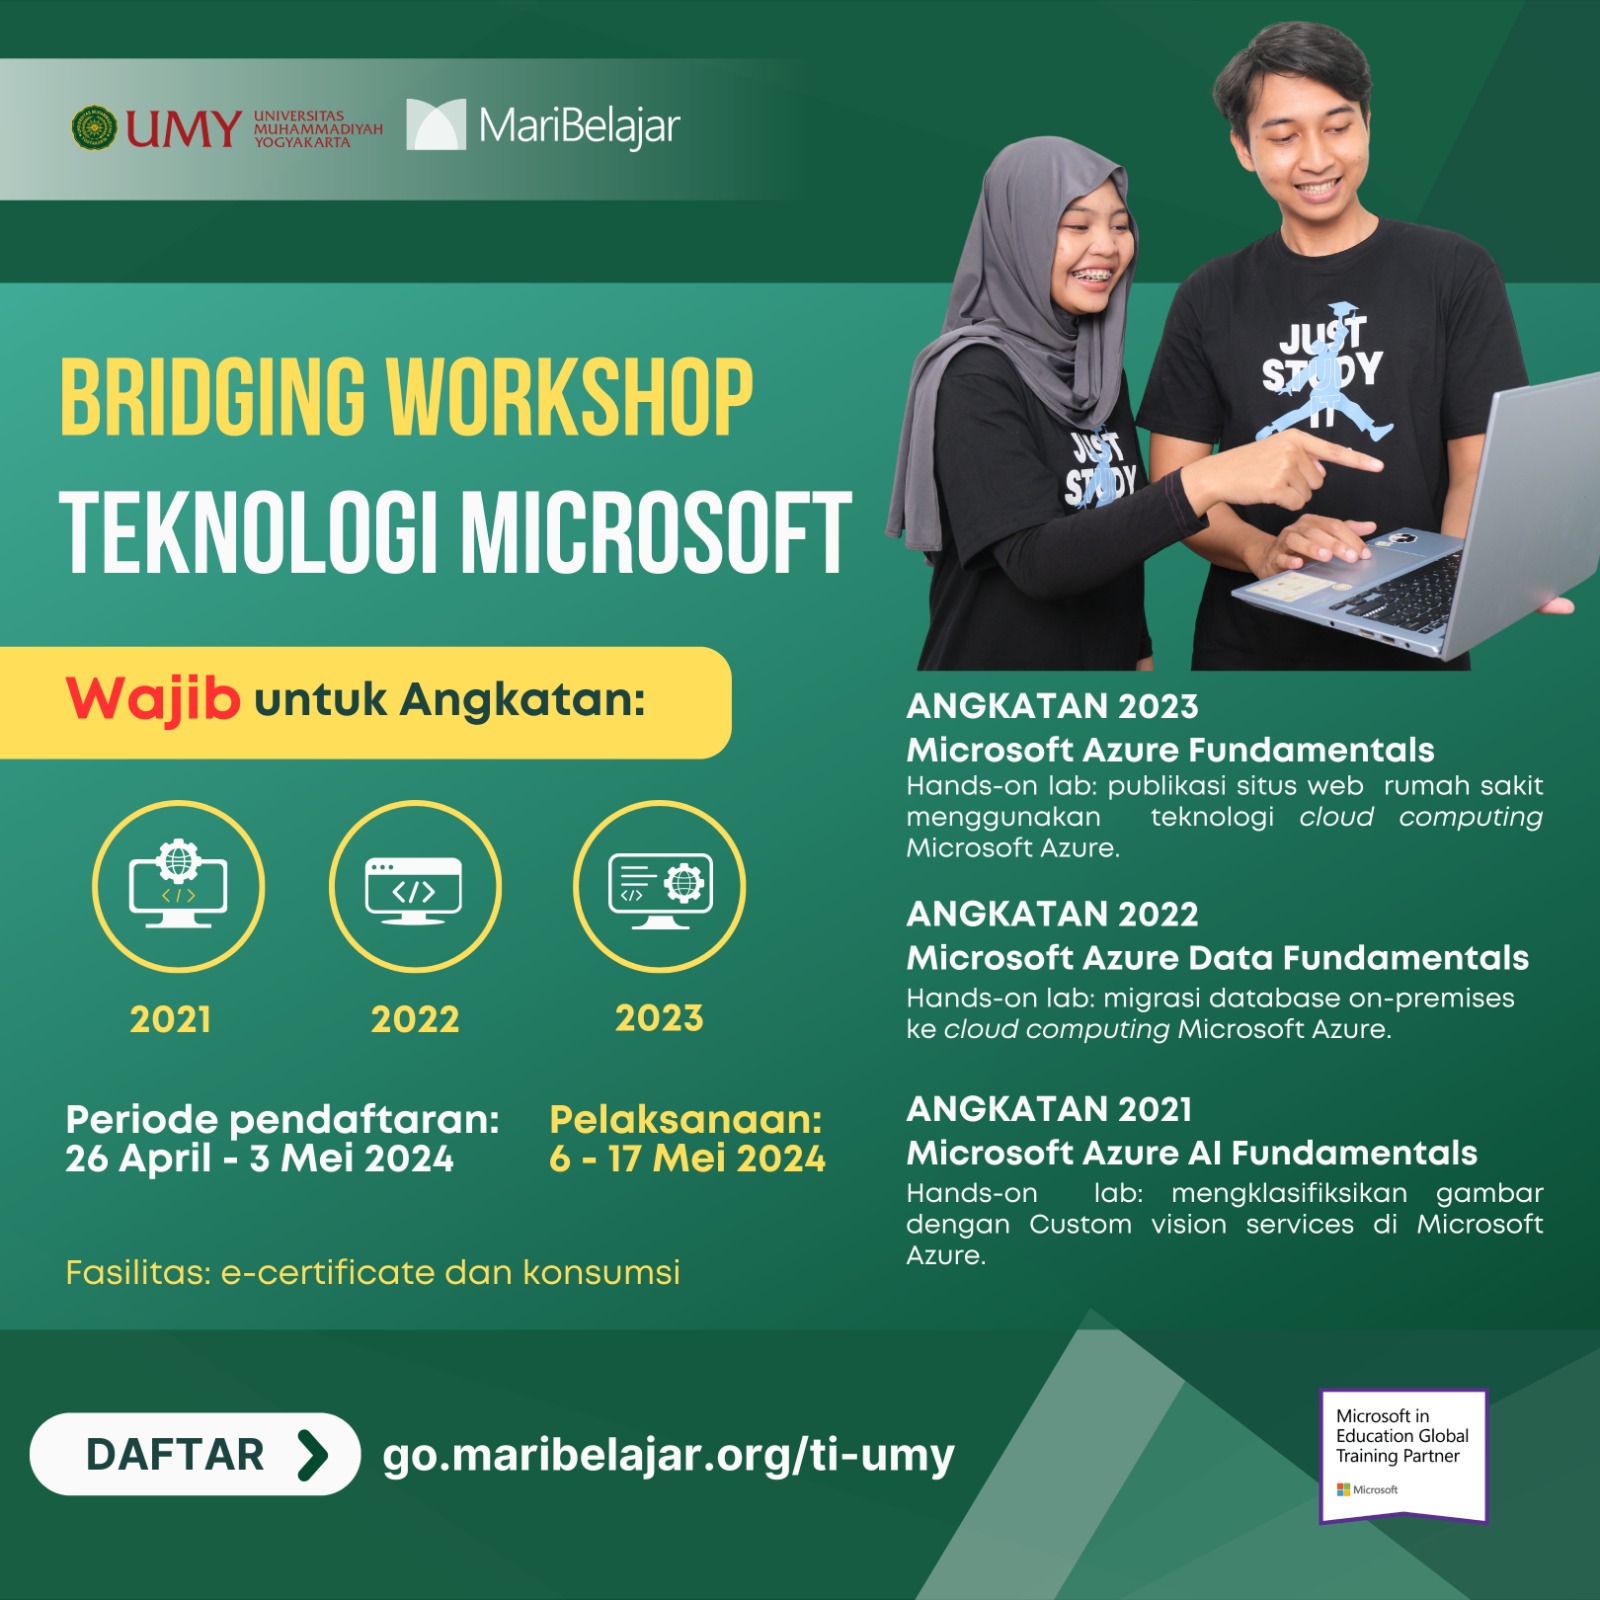 UMY
UNIVERSITAS
MUHAMMADIYAH
YOGYAKARTA
MariBelajar
BRIDGING WORKSHOP
TEKNOLOGI MICROSOFT
JUST
STUDY
IT
JUST
STUDY
Wajib untuk Angkatan:
</>
</>
</>
2021
2022
2023
Periode pendaftaran:
26 April - 3 Mei 2024
Pelaksanaan:
6 - 17 Mei 2024
Fasilitas: e-certificate dan konsumsi
ANGKATAN 2023
Microsoft Azure Fundamentals
Hands-on lab: publikasi situs web rumah sakit
menggunakan teknologi cloud computing
Microsoft Azure.
ANGKATAN 2022
Microsoft Azure Data Fundamentals
Hands-on lab: migrasi database on-premises
ke cloud computing Microsoft Azure.
ANGKATAN 2021
Microsoft Azure AI Fundamentals
Hands-on lab: mengklasifiksikan gambar
dengan Custom vision services di Microsoft
Azure.
DAFTAR
go.maribelajar.org/ti-umy
Microsoft in
Education Global
Training Partner
Microsoft